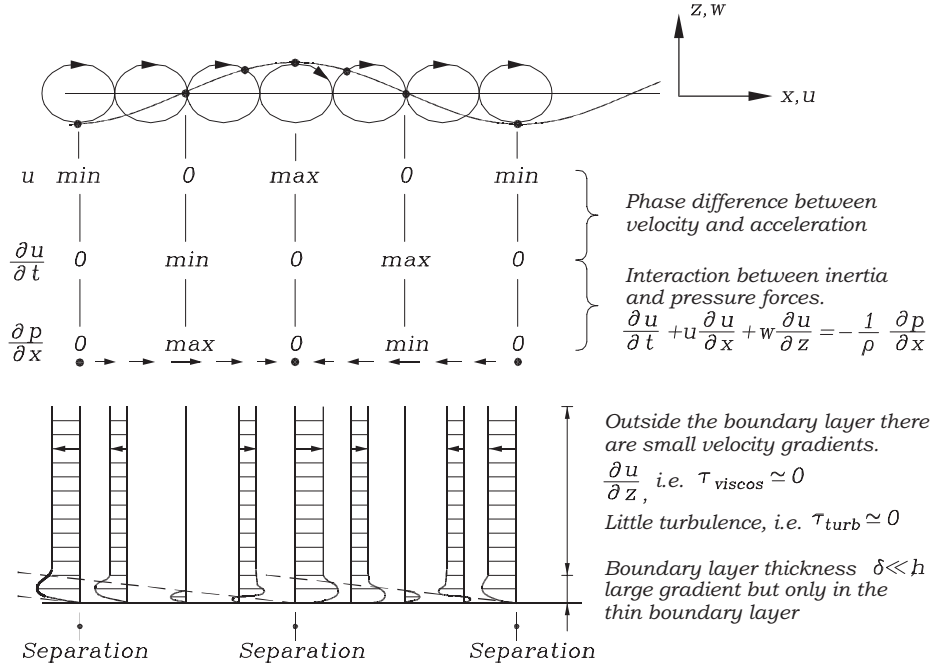 z,w
x,u
u min 0 max 0 min
Phase difference between
velocity and acceleration
∂u/∂t 0 min 0 max 0
Interaction between inertia
and pressure forces.
∂u/∂t +u ∂u/∂x +w ∂u/∂z = − 1/ρ ∂p/∂x
∂p/∂x 0 max 0 min 0
Outside the boundary layer there
are small velocity gradients.
∂u/∂z , i.e. τ viscos ≃ 0
Little turbulence, i.e. τ turb ≃ 0
Boundary layer thickness δ≪h,
large gradient but only in the
thin boundary layer
Separation Separation Separation